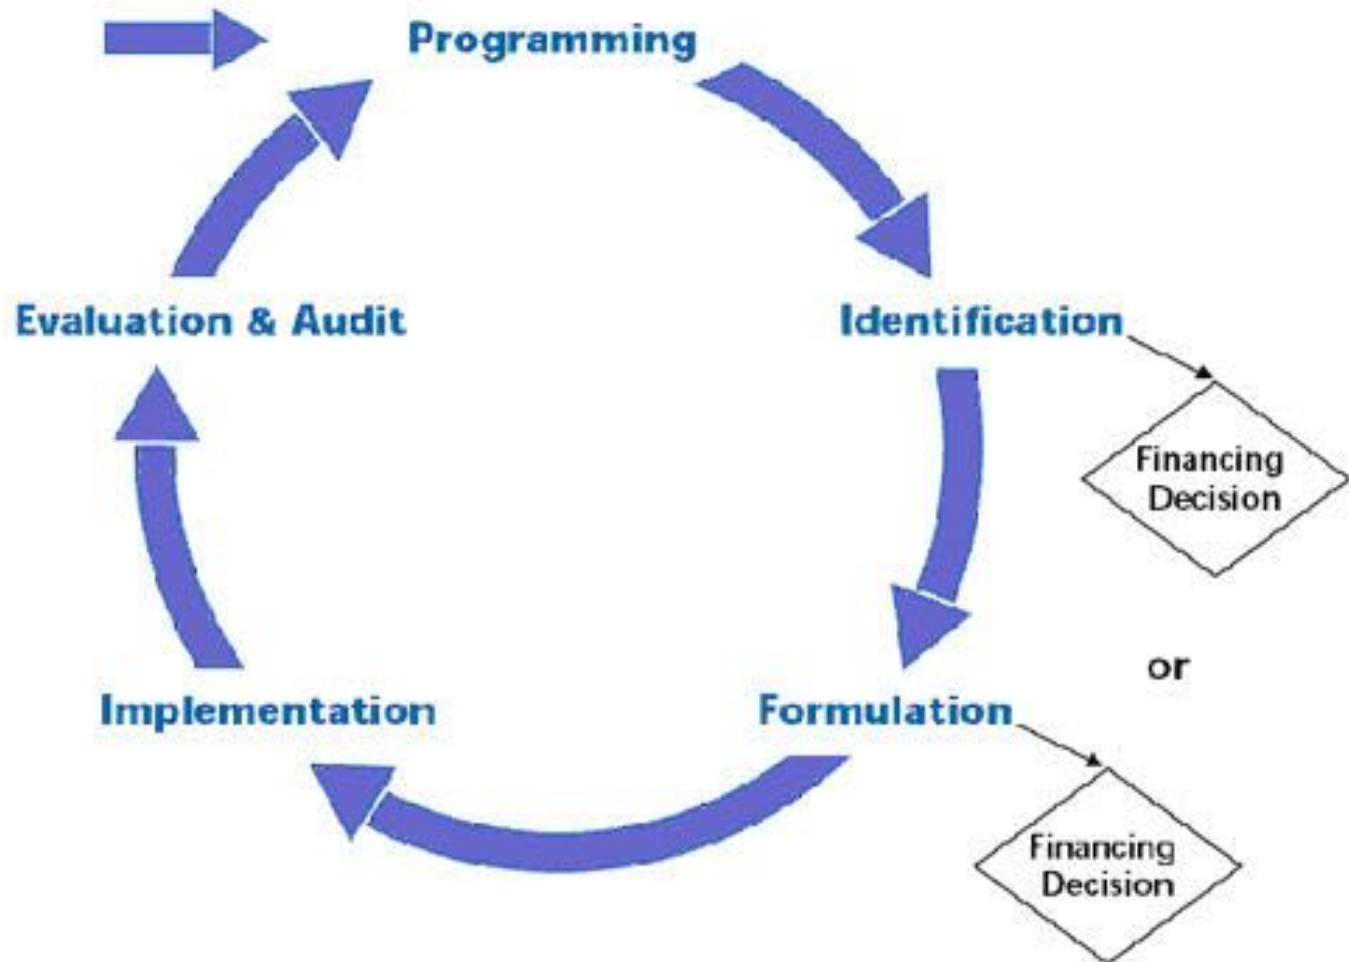 Programming
Evaluation & Audit
Identification
Financing
Decision
or
Implementation
Formulation
Financing
Decision